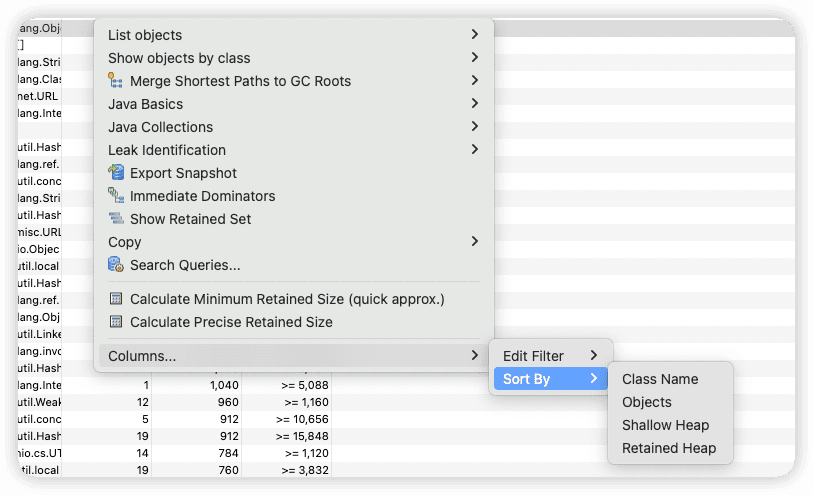 lang.Obj
[]
lang.Stri
lang.Clas
net.URL
lang.Inte
util.Hash
lang.ref.
util.conc
lang.Stri
util.Hash
misc.URL
io.Objec
util.local
util.Hash
lang.ref.
lang.Obj
util.Linke
lang.invo
util.Hash
lang.Inte 1 1,040 >= 5,088
util.Weak 12 960 >= 1,160
util.conc 5 912 >= 10,656
util.Hash 19 912 >= 15,848
nio.cs.UT 14 784 >= 1,120
util.local 19 760 >= 3,832
List objects
Show objects by class
Merge Shortest Paths to GC Roots
Java Basics
Java Collections
Leak Identification
Export Snapshot
Immediate Dominators
Show Retained Set
Copy
Search Queries...
Calculate Minimum Retained Size (quick approx.)
Calculate Precise Retained Size
Columns...
Edit Filter
Sort By
Class Name
Objects
Shallow Heap
Retained Heap